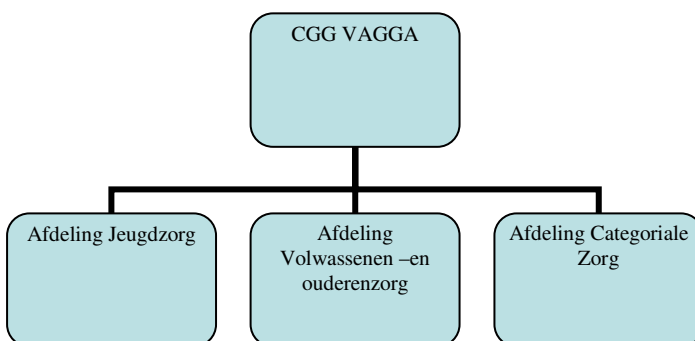 CGG VAGGA
Afdeling Jeugdzorg
Afdeling
Volwassenen –en
ouderenzorg
Afdeling Categoriale
Zorg